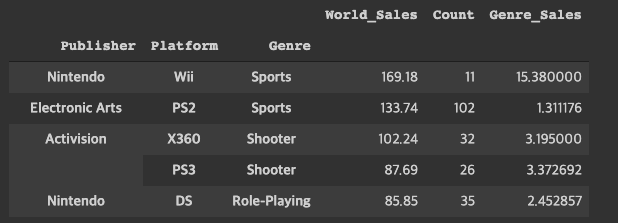 World_Sales Count Genre_Sales
Publisher Platform Genre
Nintendo Wii Sports 169.18 11 15.380000
Electronic Arts PS2 Sports 133.74 102 1.311176
Activision X360 Shooter 102.24 32 3.195000
PS3 Shooter 87.69 26 3.372692
Nintendo DS Role-Playing 85.85 35 2.452857